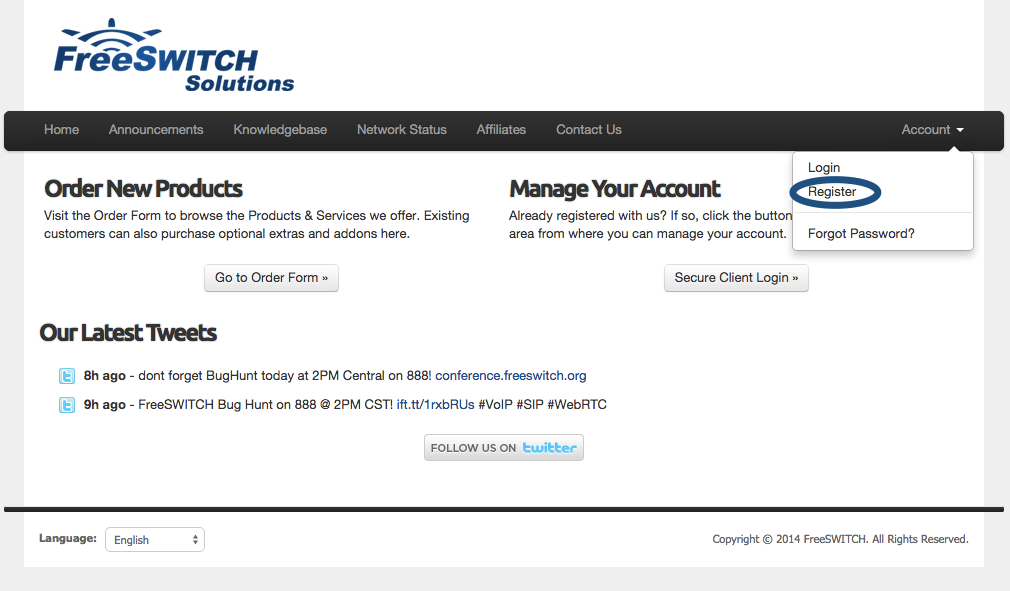 FreeSWITCH
Solutions
Home Announcements Knowledgebase Network Status Affiliates Contact Us Account
Login
Register
Forgot Password?
Order New Products
Visit the Order Form to browse the Products & Services we offer. Existing
customers can also purchase optional extras and addons here.
Go to Order Form »
Manage Your Account
Already registered with us? If so, click the button
area from where you can manage your account.
Secure Client Login »
Our Latest Tweets
8h ago - dont forget BugHunt today at 2PM Central on 888! conference.freeswitch.org
9h ago - FreeSWITCH Bug Hunt on 888 @ 2PM CST! ift.tt/1rxbRUs #VoIP #SIP #WebRTC
FOLLOW US ON twitter
Language: English
Copyright © 2014 FreeSWITCH. All Rights Reserved.